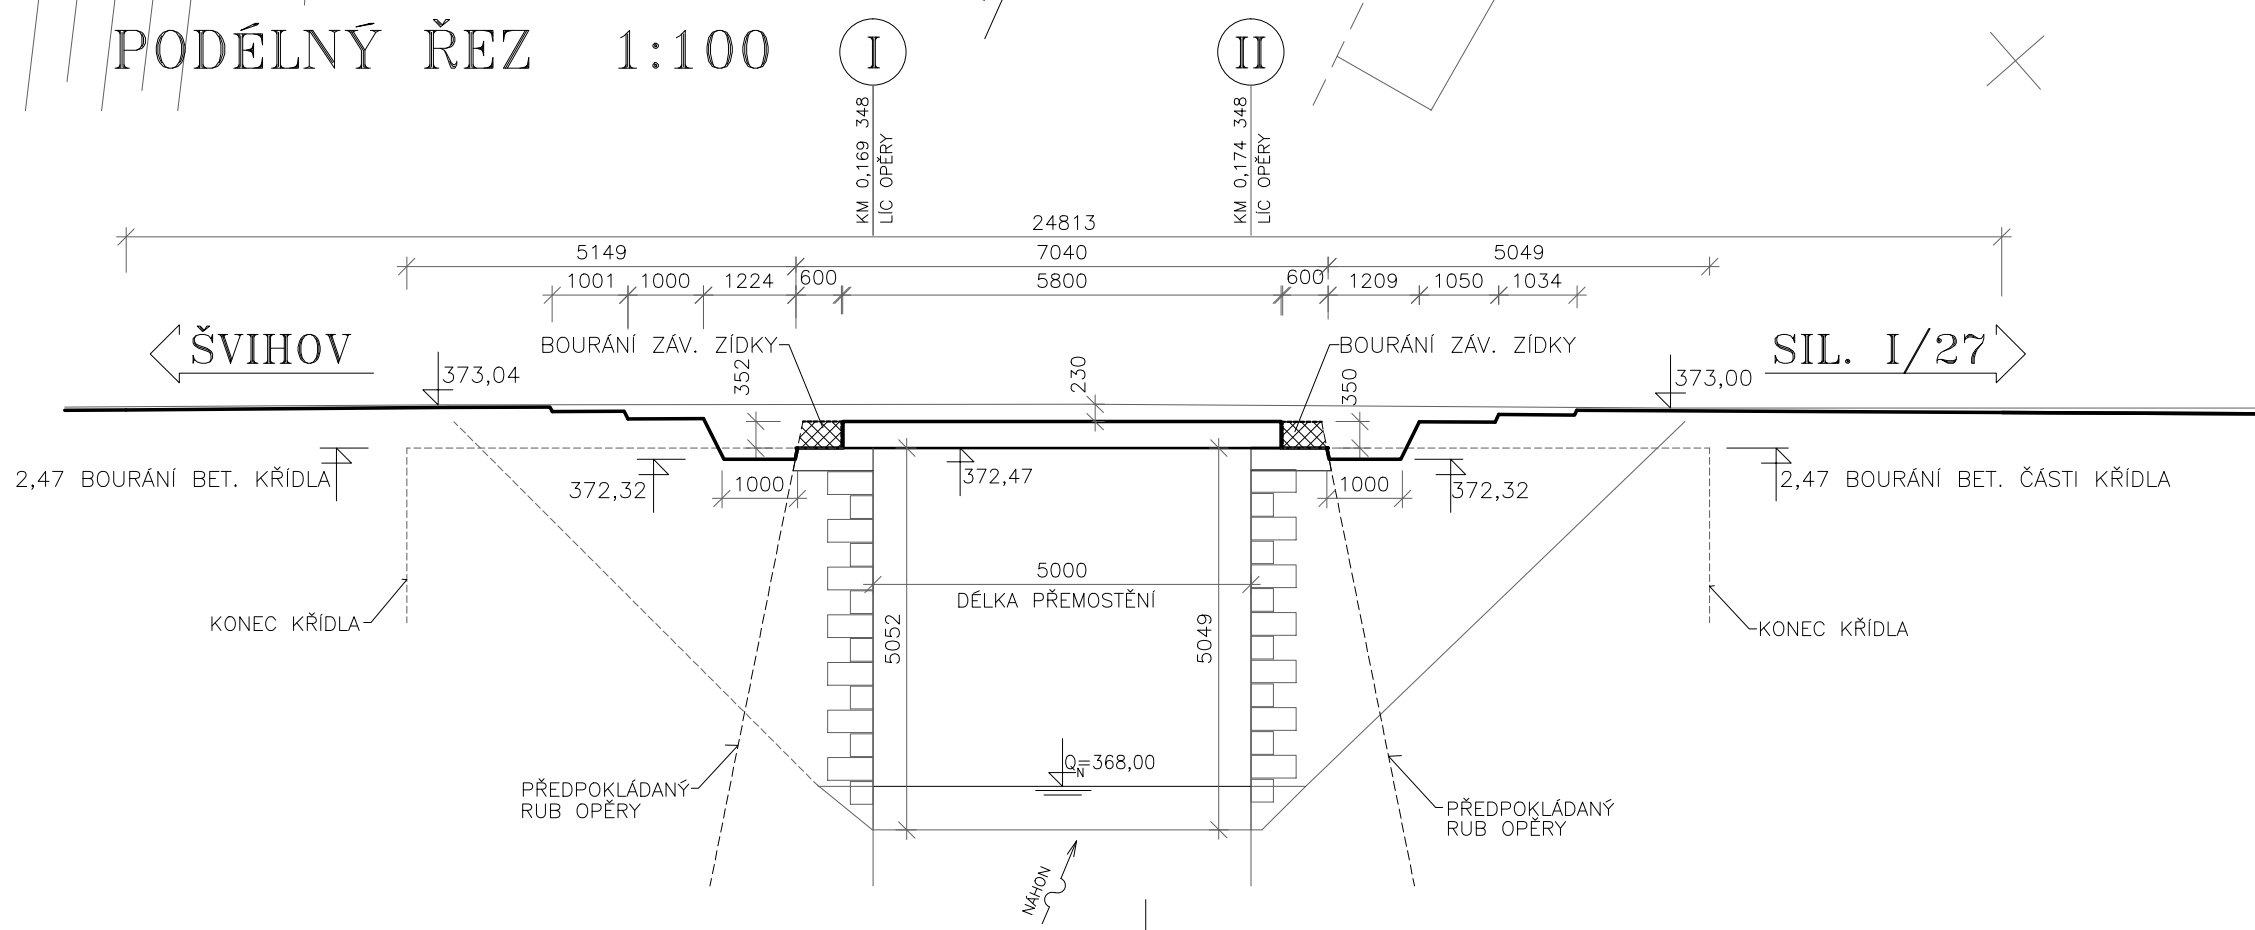 PODÉLNÝ ŘEZ 1:100
I
II
KM 0,169 348
LÍC OPĚRY
KM 0,174 348
LÍC OPĚRY
24813
5149
7040
5049
1001
1000
1224
600
5800
600
1209
1050
1034
ŠVIHOV
BOURÁNÍ ZÁV. ZÍDKY
BOURÁNÍ ZÁV. ZÍDKY
SIL. I/27
373,04
352
230
350
373,00
2,47 BOURÁNÍ BET. KŘÍDLA
372,32
1000
372,47
1000
372,32
2,47 BOURÁNÍ BET. ČÁSTI KŘÍDLA
5000
DÉLKA PŘEMOSTĚNÍ
KONEC KŘÍDLA
5052
5049
KONEC KŘÍDLA
QN=368,00
PŘEDPOKLÁDANÝ
RUB OPĚRY
PŘEDPOKLÁDANÝ
RUB OPĚRY
NÁHON